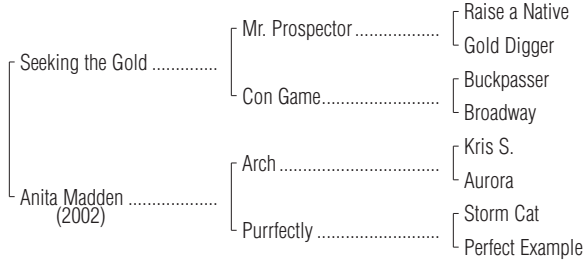 Raise a Native
Mr. Prospector ..................
Gold Digger
Seeking the Gold ..............
Buckpasser
Con Game.........................
Broadway
Kris S.
Arch ..................................
Aurora
Anita Madden ...................
(2002)
Storm Cat
Purrfectly ..........................
Perfect Example